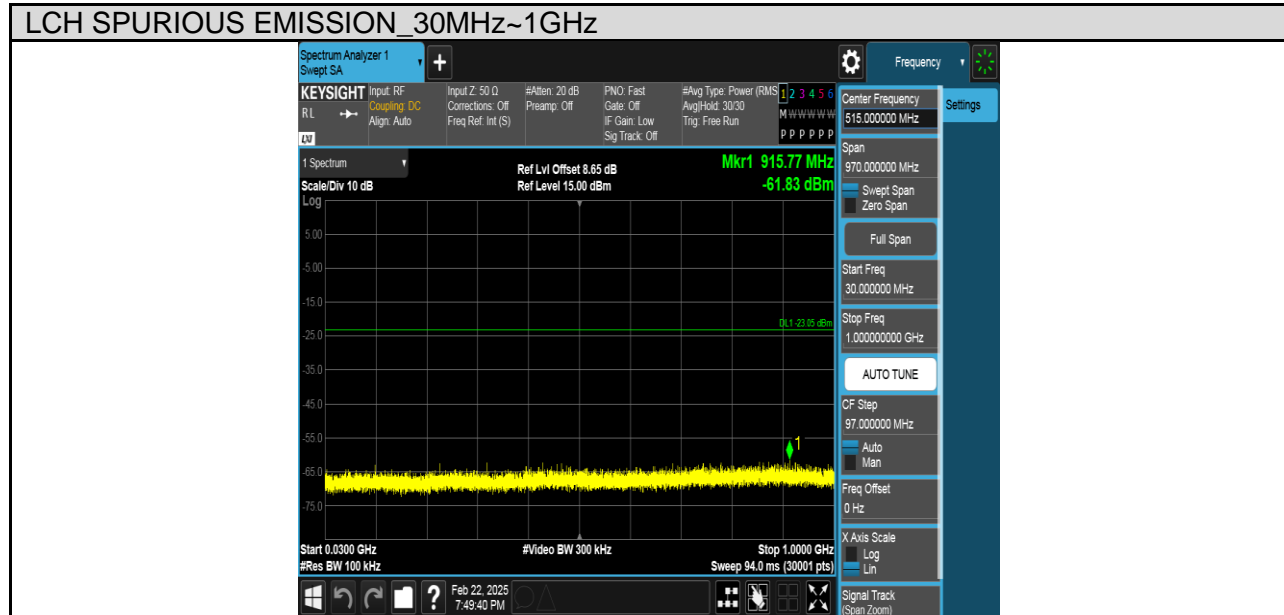 LCH SPURIOUS EMISSION_30MHz~1GHz
Spectrum Analyzer 1
Swept SA
+
Frequency
KEYSIGHT
RL
LXI
Input: RF
Coupling: DC
Align: Auto
Input Z: 50 Ω
Corrections: Off
Freq Ref: Int (S)
#Atten: 20 dB
Preamp: Off
PNO: Fast
Gate: Off
IF Gain: Low
Sig Track: Off
#Avg Type: Power (RMS
Avg|Hold: 30/30
Trig: Free Run
1 2 3 4 5 6
M W W W W W
P P P P P P
1 Spectrum
Scale/Div 10 dB
Log
Ref Lvl Offset 8.65 dB
Ref Level 15.00 dBm
Mkr1 915.77 MHz
-61.83 dBm
5.00
-5.00
-15.0
DL1 -23.05 dBm
-25.0
-35.0
-45.0
-55.0
1
-65.0
-75.0
Start 0.0300 GHz
#Video BW 300 kHz
Stop 1.0000 GHz
#Res BW 100 kHz
Sweep 94.0 ms (30001 pts)
?
Feb 22, 2025
7:49:40 PM
Center Frequency
515.000000 MHz
Settings
Span
970.000000 MHz
Swept Span
Zero Span
Full Span
Start Freq
30.000000 MHz
Stop Freq
1.000000000 GHz
AUTO TUNE
CF Step
97.000000 MHz
Auto
Man
Freq Offset
0 Hz
X Axis Scale
Log
Lin
Signal Track
(Span Zoom)